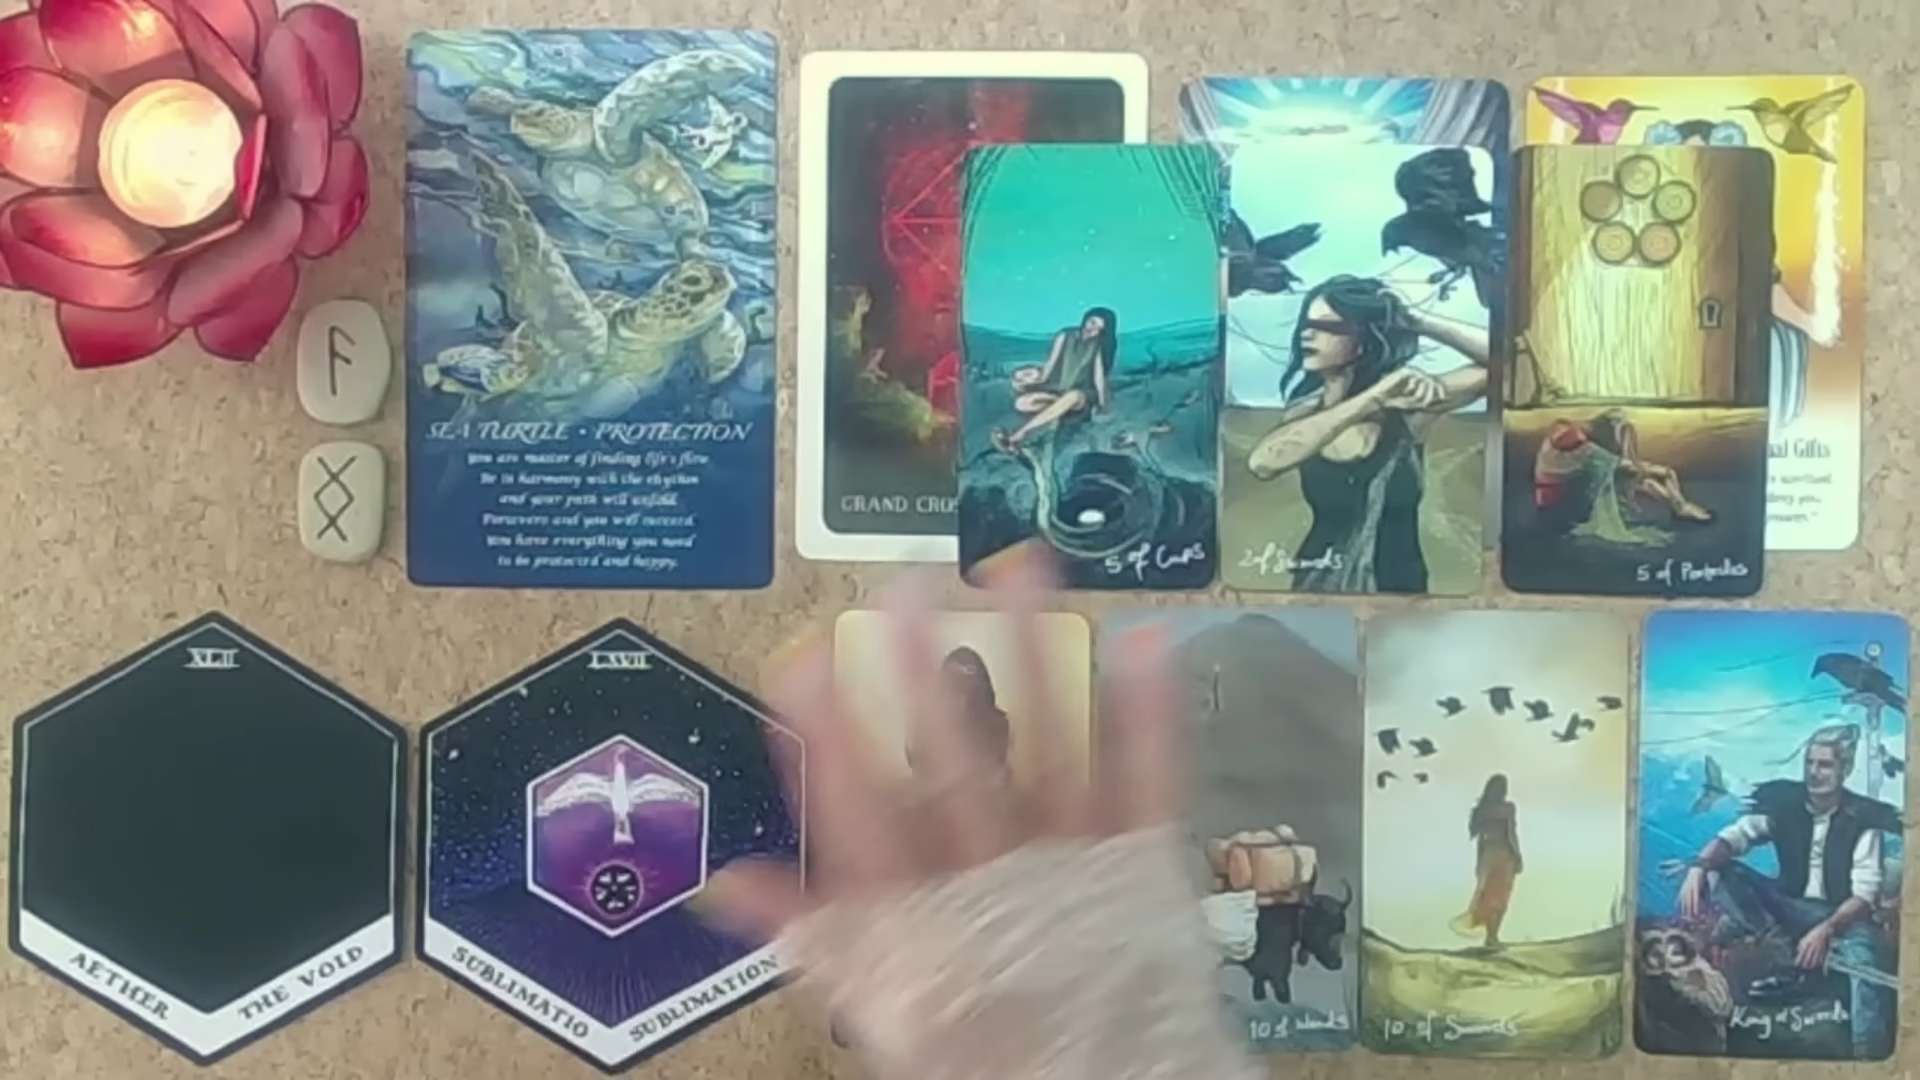 SEA TURTLE • PROTECTION
you are master of finding life's flow
Be in harmony with the rhythm
and your path will unfold.
Persevere and you will succeed
you have everything you need
to be protected and happy.
GRAND CROS
5 of Cups
2 of Swords
5 of Pentacles
al Gifts
XLII
AETHER
THE VOID
LXVII
SUBLIMATIO
SUBLIMATION
10 of Wands
10 of Swords
King of Swords